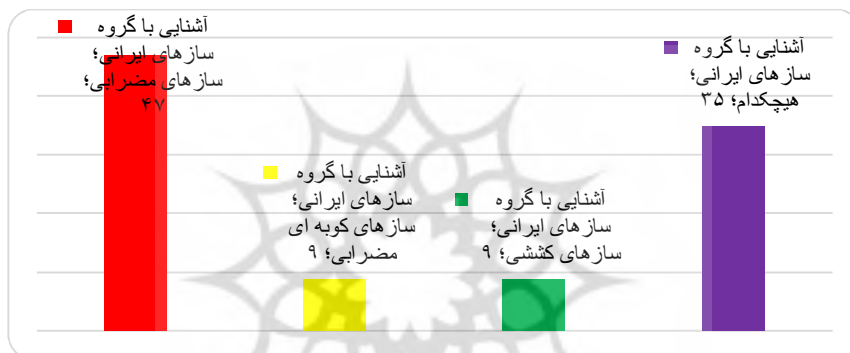 آشنایی با گروه
سازهای ایرانی؛
سازهای مضرابی؛
۴۷
آشنایی با گروه
سازهای ایرانی؛
سازهای کوبه ای
مضرابی؛ ۹
آشنایی با گروه
سازهای ایرانی؛
سازهای کششی؛ ۹
آشنایی با گروه
سازهای ایرانی؛
هیچکدام؛ ۳۵